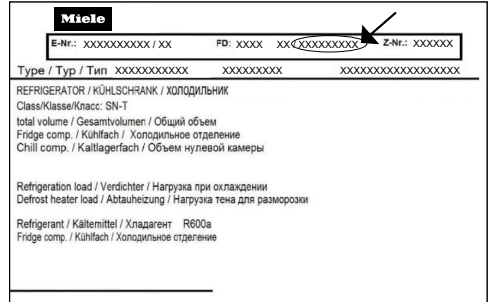 Miele
E-Nr.: XXXXXXXXXX / XX FD: XXXX XX XXXXXXXXX Z-Nr.: XXXXXX
Type / Typ / Тип XXXXXXXXXXX XXXXXXXXX XXXXXXXXXXXXXXXXXX
REFRIGERATOR / KÜHLSCHRANK / ХОЛОДИЛЬНИК
Class/Klasse/Класс: SN-T
total volume / Gesamtvolumen / Общий объем
Fridge comp. / Kühlfach / Холодильное отделение
Chill comp. / Kaltlagerfach / Объем нулевой камеры
Refrigeration load / Verdichter / Нагрузка при охлаждении
Defrost heater load / Abtauheizung / Нагрузка тена для разморозки
Refrigerant / Kältemittel / Хладагент R600a
Fridge comp. / Kühlfach / Холодильное отделение